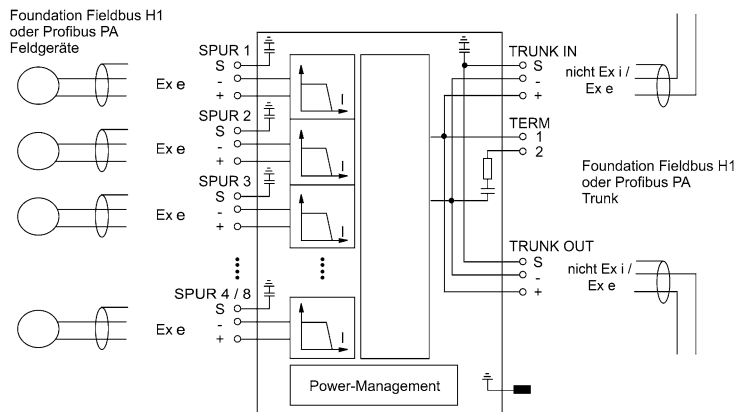 Foundation Fieldbus H1
oder Profibus PA
Feldgeräte
SPUR 1
S
-
+
Ex e
I
SPUR 2
S
-
+
Ex e
I
SPUR 3
S
-
+
Ex e
I
SPUR 4 / 8
S
-
+
Ex e
I
Power-Management
TRUNK IN
S
-
+
nicht Ex i /
Ex e
TERM
1
2
Foundation Fieldbus H1
oder Profibus PA
Trunk
TRUNK OUT
S
-
+
nicht Ex i /
Ex e